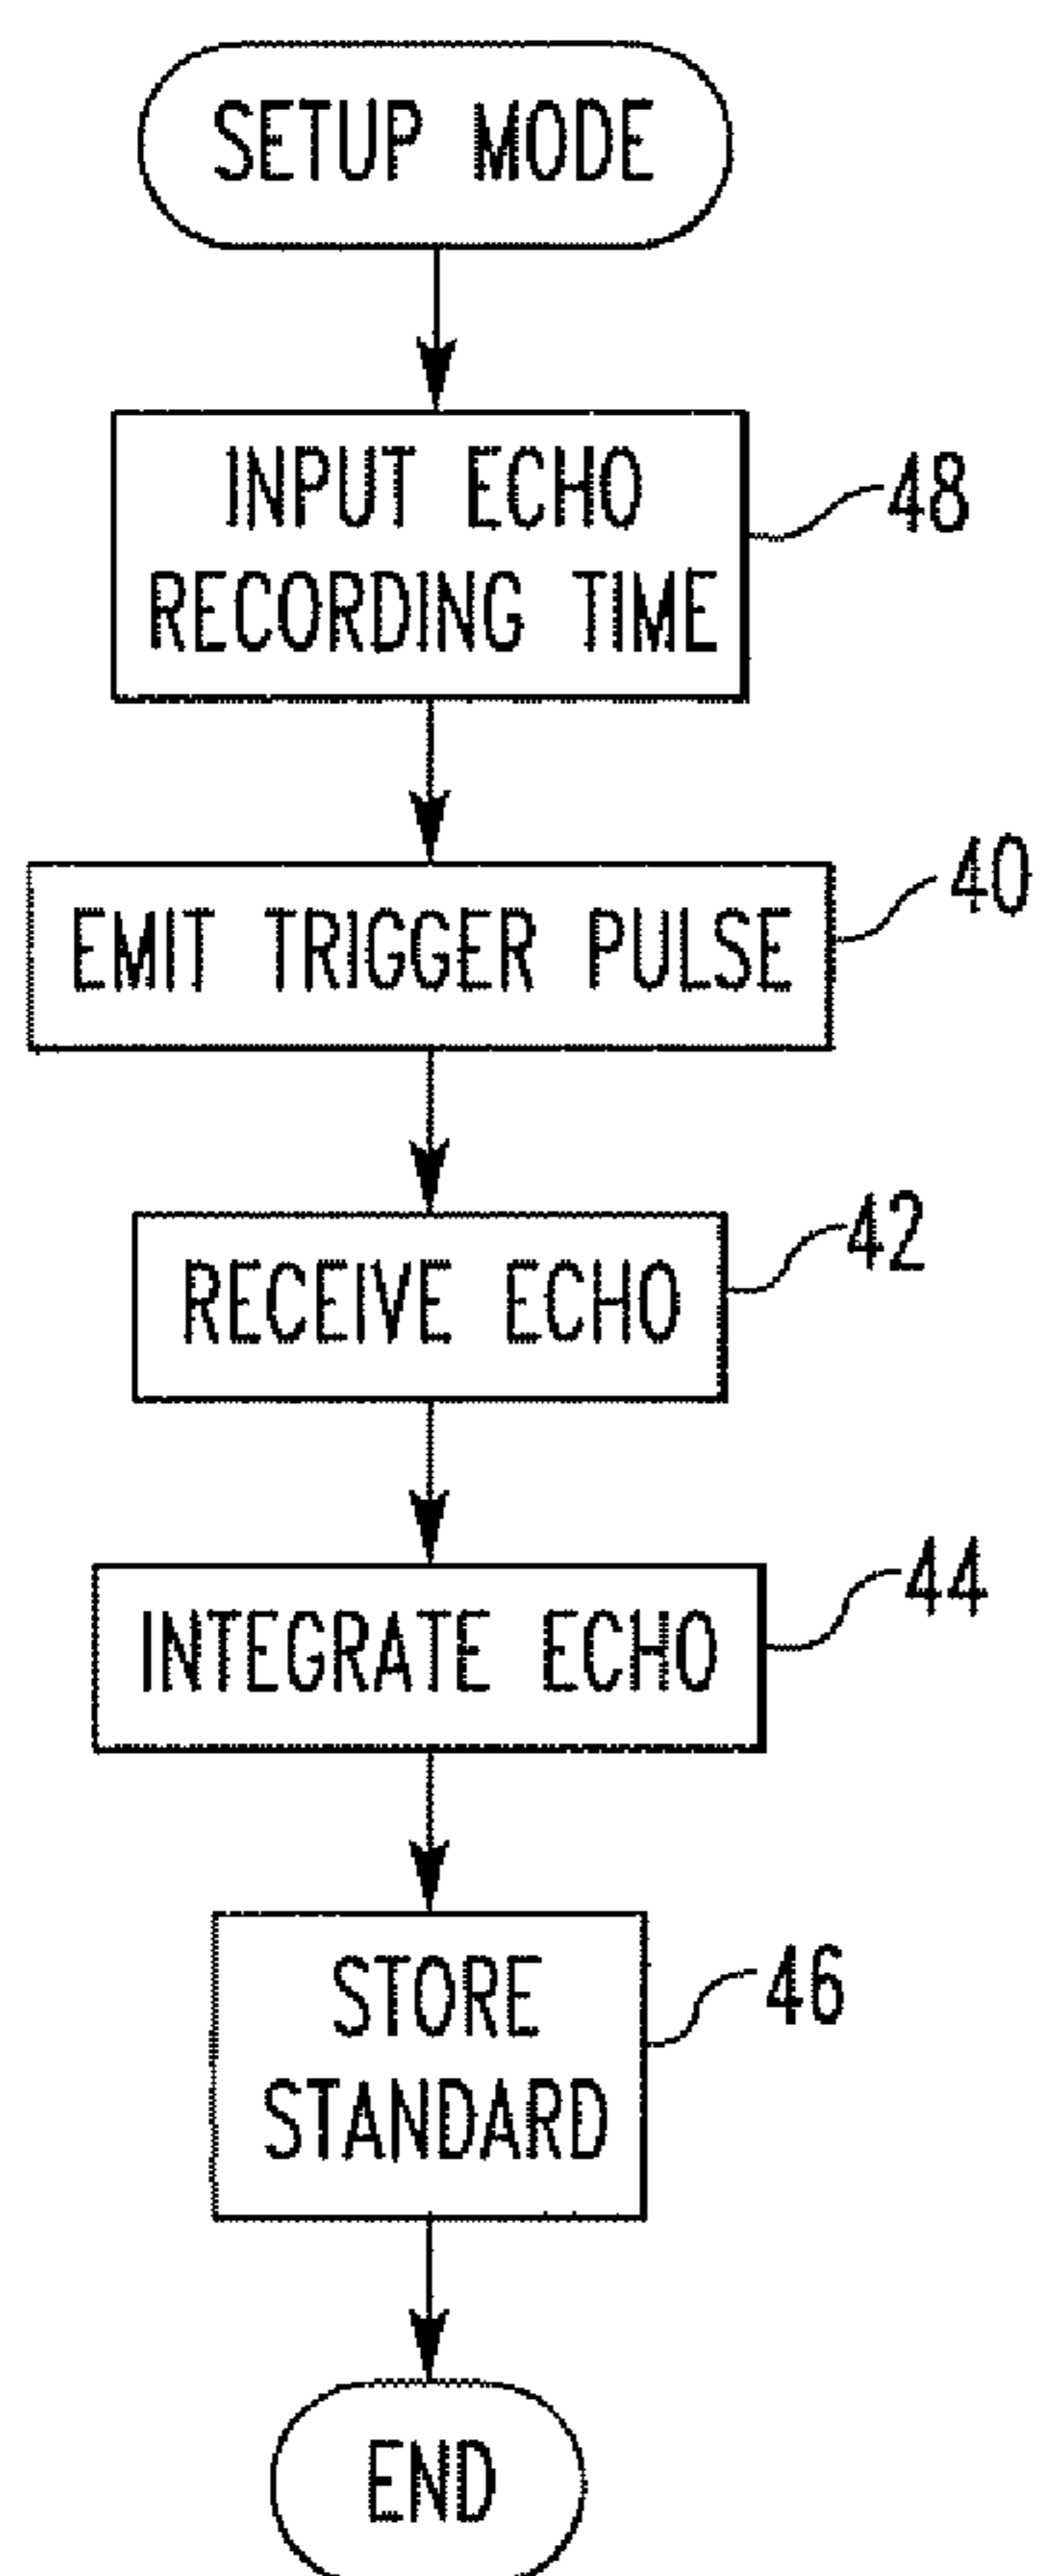 SETUP MODE
INPUT ECHO
RECORDING TIME
48
EMIT TRIGGER PULSE
40
RECEIVE ECHO
42
INTEGRATE ECHO
44
STORE
STANDARD
46
END